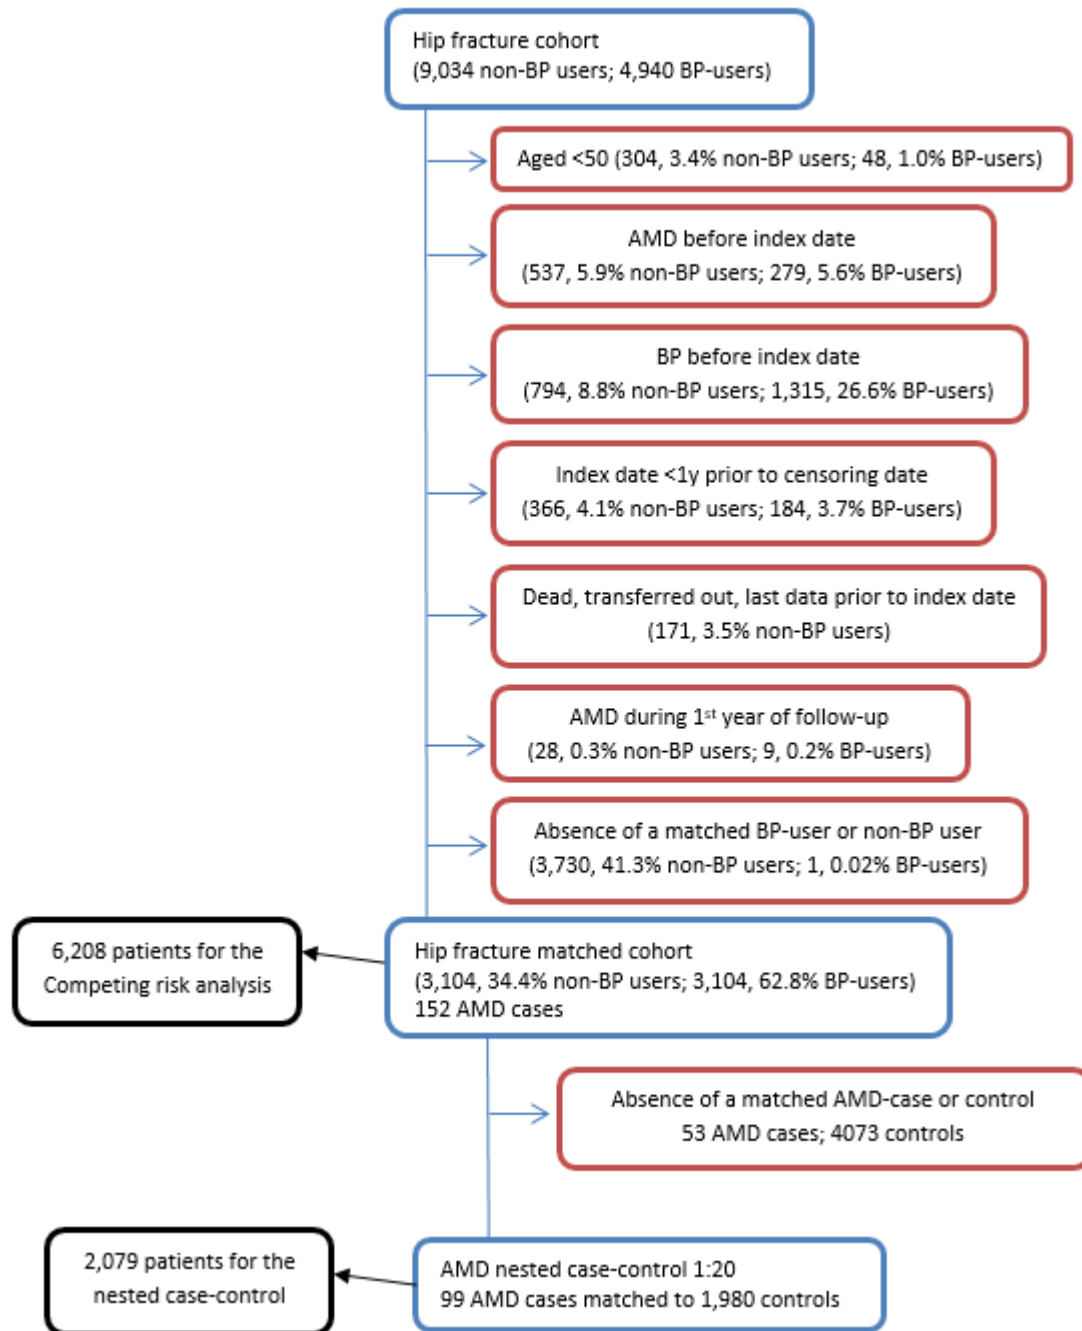 Hip fracture cohort
(9,034 non-BP users; 4,940 BP-users)
Aged <50 (304, 3.4% non-BP users; 48, 1.0% BP-users)
AMD before index date
(537, 5.9% non-BP users; 279, 5.6% BP-users)
BP before index date
(794, 8.8% non-BP users; 1,315, 26.6% BP-users)
Index date <1y prior to censoring date
(366, 4.1% non-BP users; 184, 3.7% BP-users)
Dead, transferred out, last data prior to index date
(171, 3.5% non-BP users)
AMD during 1st year of follow-up
(28, 0.3% non-BP users; 9, 0.2% BP-users)
Absence of a matched BP-user or non-BP user
(3,730, 41.3% non-BP users; 1, 0.02% BP-users)
6,208 patients for the
Competing risk analysis
Hip fracture matched cohort
(3,104, 34.4% non-BP users; 3,104, 62.8% BP-users)
152 AMD cases
Absence of a matched AMD-case or control
53 AMD cases; 4073 controls
2,079 patients for the
nested case-control
AMD nested case-control 1:20
99 AMD cases matched to 1,980 controls